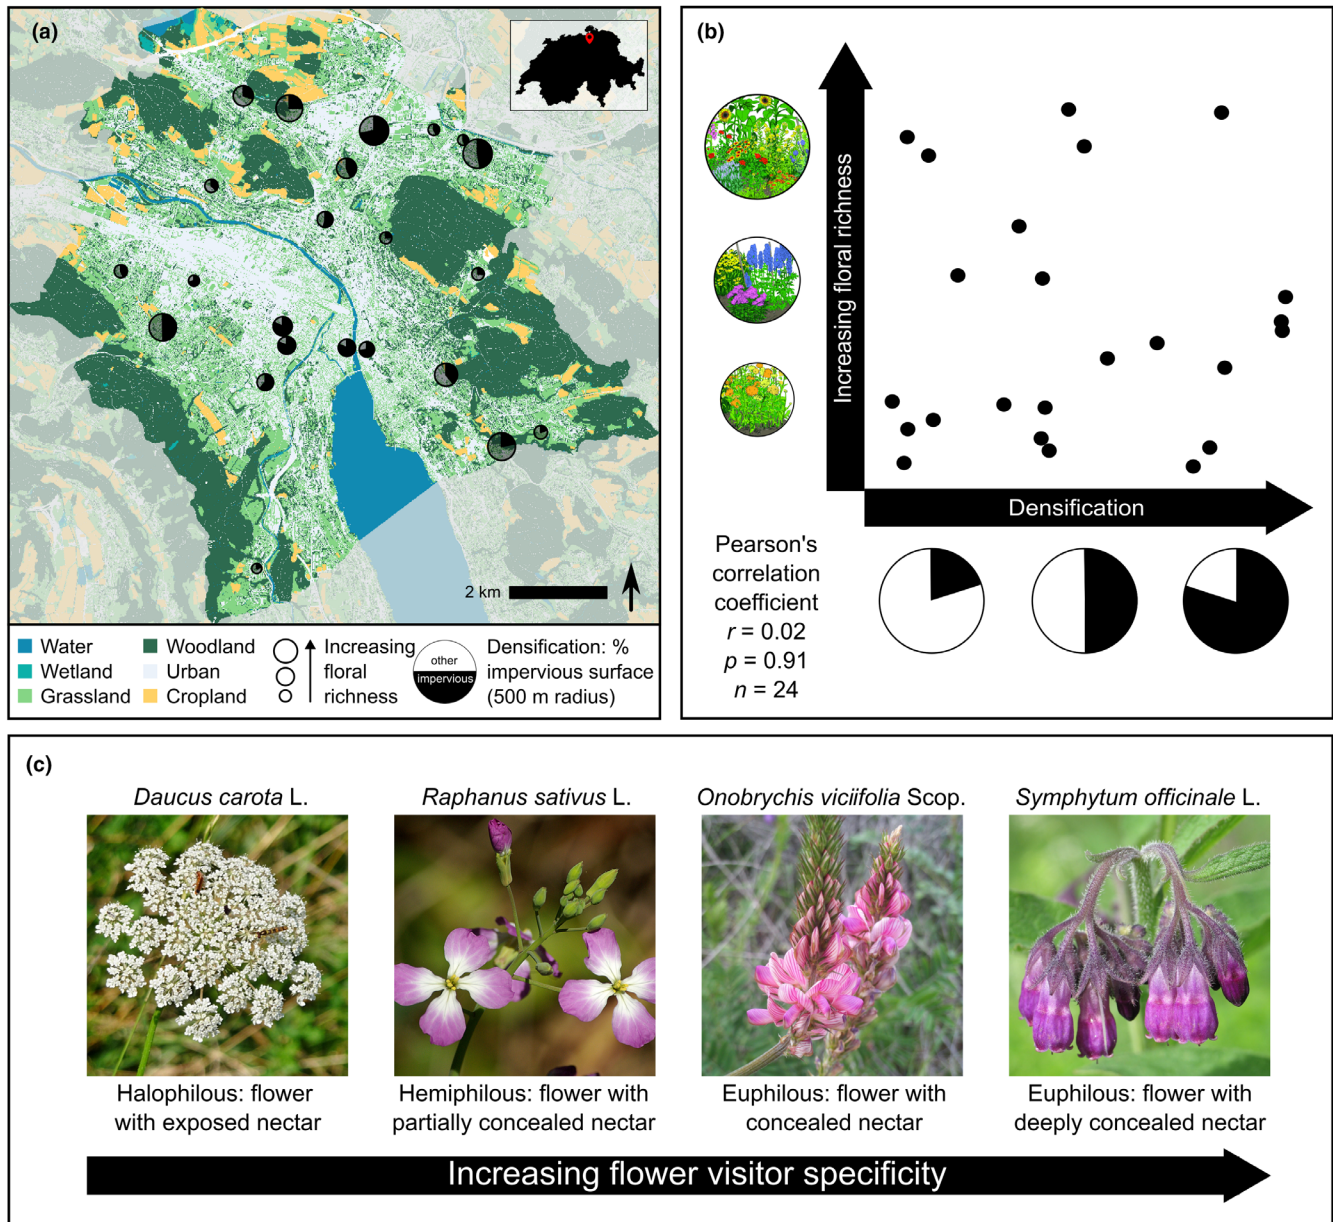 (a)
2 km
Water
Wetland
Grassland
Woodland
Urban
Cropland
Increasing
floral
richness
other
impervious
Densification: %
impervious surface
(500 m radius)
(b)
Increasing floral richness
Densification
Pearson's
correlation
coefficient
r = 0.02
p = 0.91
n = 24
(c)
Daucus carota L.
Raphanus sativus L.
Onobrychis viciifolia Scop.
Symphytum officinale L.
Halophilous: flower
with exposed nectar
Hemiphilous: flower with
partially concealed nectar
Euphilous: flower with
concealed nectar
Euphilous: flower with
deeply concealed nectar
Increasing flower visitor specificity